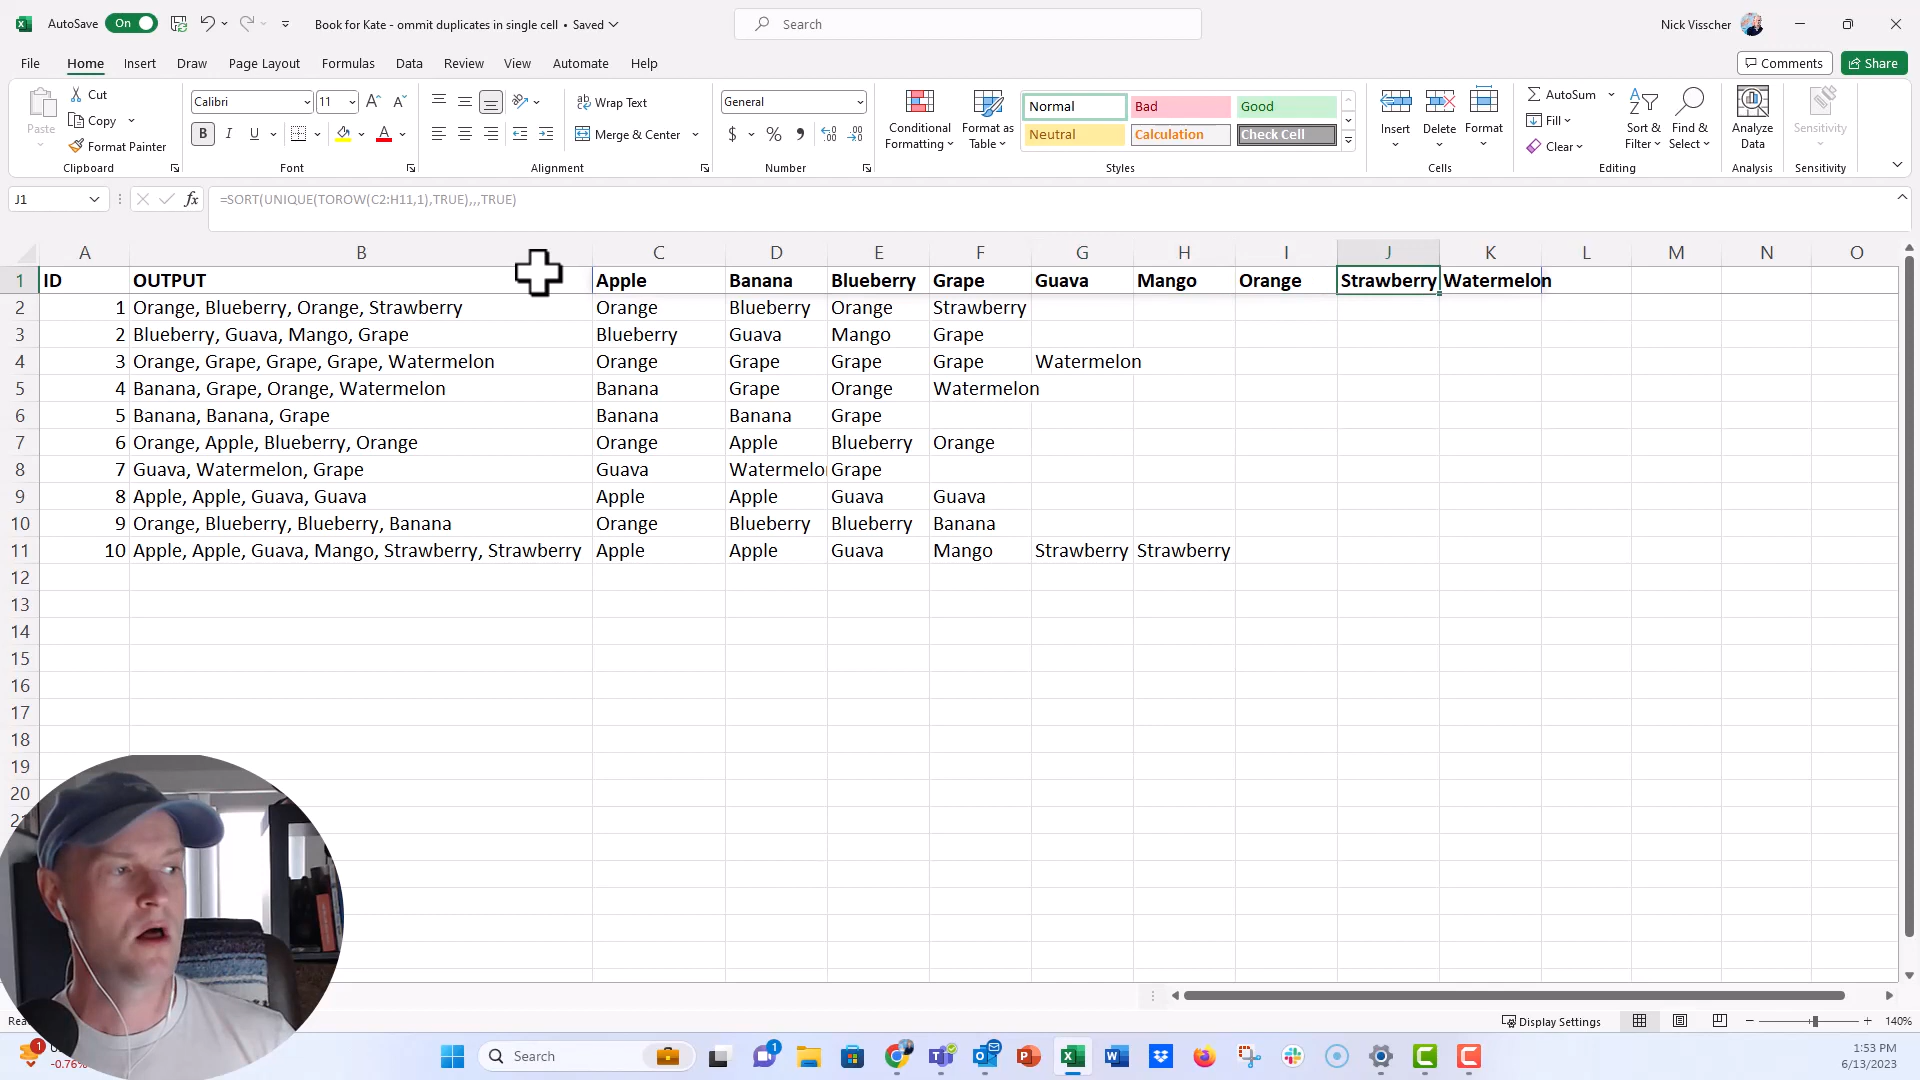 AutoSave On Book for Kate - ommit duplicates in single cell • Saved Search Nick Visscher
File Home Insert Draw Page Layout Formulas Data Review View Automate Help Comments Share
Paste Cut Copy Format Painter Clipboard
Calibri 11 B I U A Font
Wrap Text Merge & Center Alignment
General $ % Number
Conditional Formatting Format as Table Normal Bad Good Neutral Calculation Check Cell Styles
Insert Delete Format Cells
AutoSum Fill Clear Sort & Filter Find & Select Editing
Analyze Data Analysis
Sensitivity Sensitivity
J1 fx =SORT(UNIQUE(TOROW(C2:H11,1),TRUE),,,TRUE)
A B C D E F G H I J K L M N O
1 ID OUTPUT Apple Banana Blueberry Grape Guava Mango Orange Strawberry Watermelon
2 1 Orange, Blueberry, Orange, Strawberry Orange Blueberry Orange Strawberry
3 2 Blueberry, Guava, Mango, Grape Blueberry Guava Mango Grape
4 3 Orange, Grape, Grape, Grape, Watermelon Orange Grape Grape Grape Watermelon
5 4 Banana, Grape, Orange, Watermelon Banana Grape Orange Watermelon
6 5 Banana, Banana, Grape Banana Banana Grape
7 6 Orange, Apple, Blueberry, Orange Orange Apple Blueberry Orange
8 7 Guava, Watermelon, Grape Guava Watermelo Grape
9 8 Apple, Apple, Guava, Guava Apple Apple Guava Guava
10 9 Orange, Blueberry, Blueberry, Banana Orange Blueberry Blueberry Banana
11 10 Apple, Apple, Guava, Mango, Strawberry, Strawberry Apple Apple Guava Mango Strawberry Strawberry
12
13
14
15
16
17
18
19
20
Display Settings 140%
1 -0.76% Search 1 1:53 PM
6/13/2023